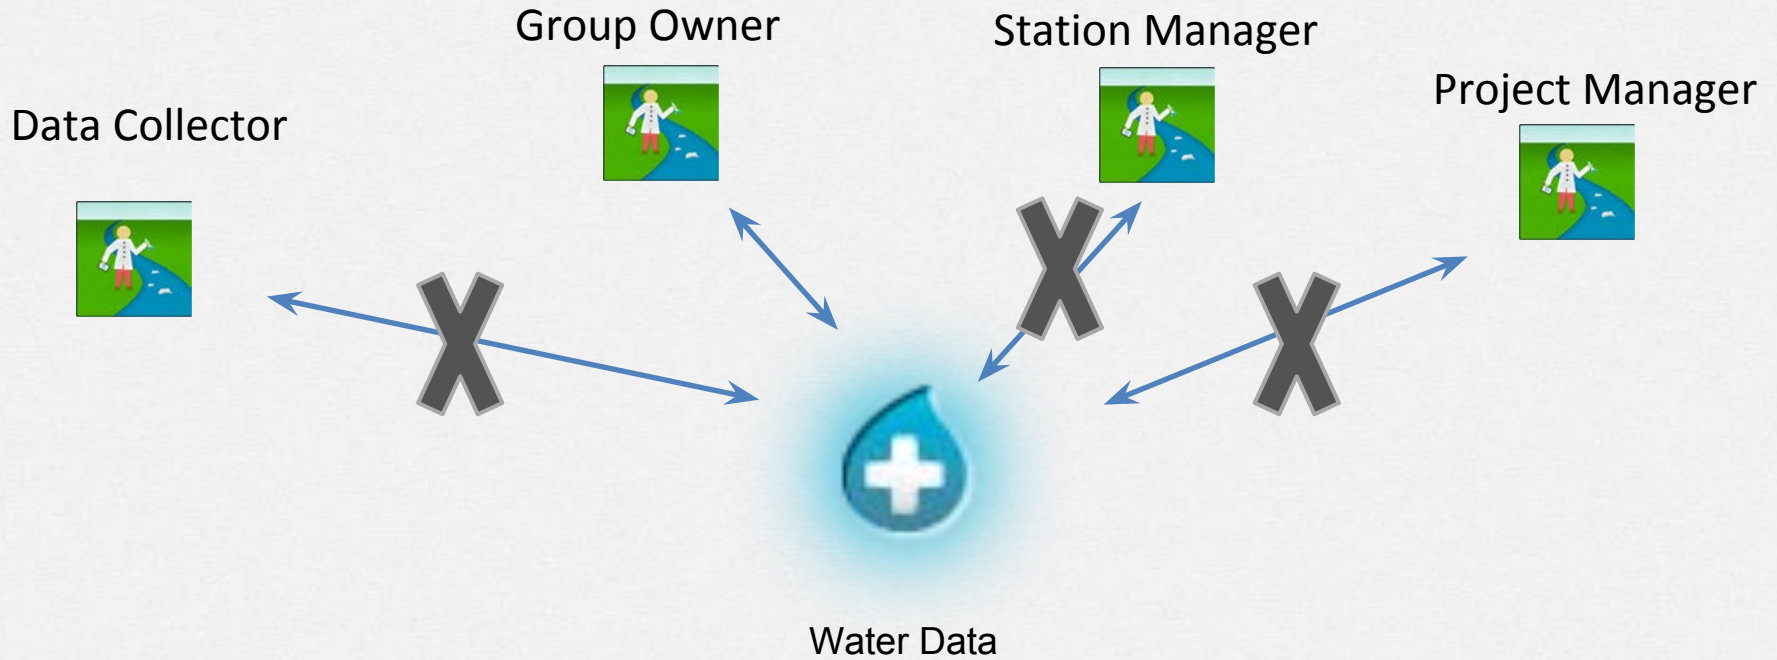 Group Owner
Station Manager
Project Manager
Data Collector
Water Data